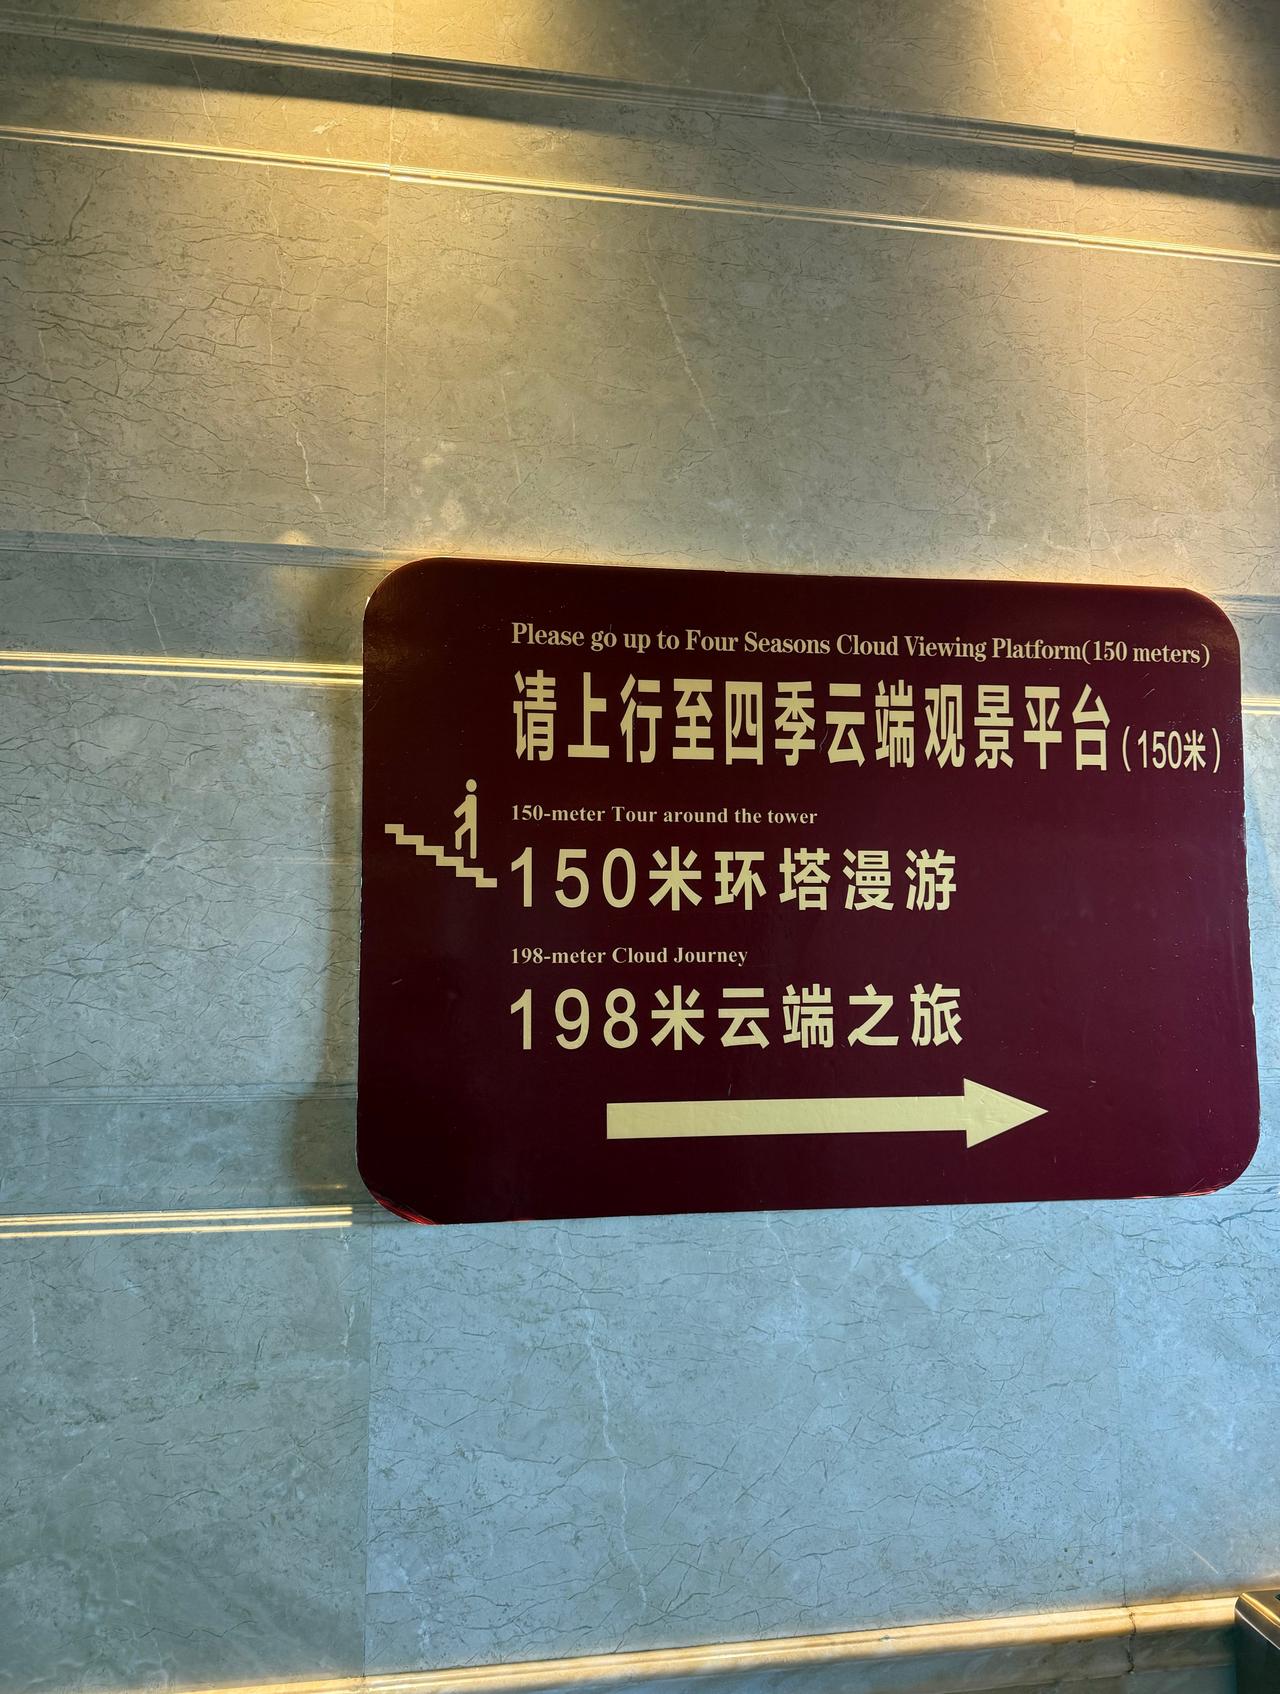 Please go up to Four Seasons Cloud Viewing Platform(150 meters)
请上行至四季云端观景平台(150米)
150-meter Tour around the tower
150米环塔漫游
198-meter Cloud Journey
198米云端之旅